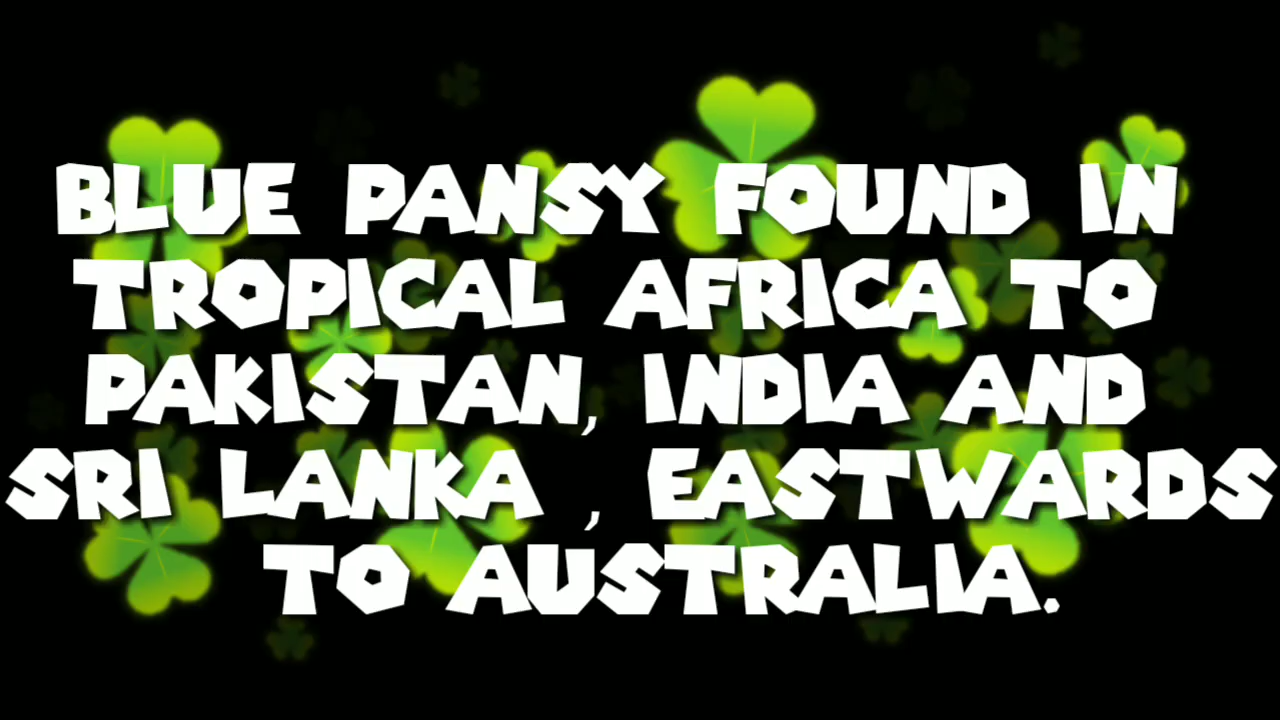 BLUE PANSY FOUND IN
TROPICAL AFRICA TO
PAKISTAN, INDIA AND
SRI LANKA , EASTWARDS
TO AUSTRALIA.